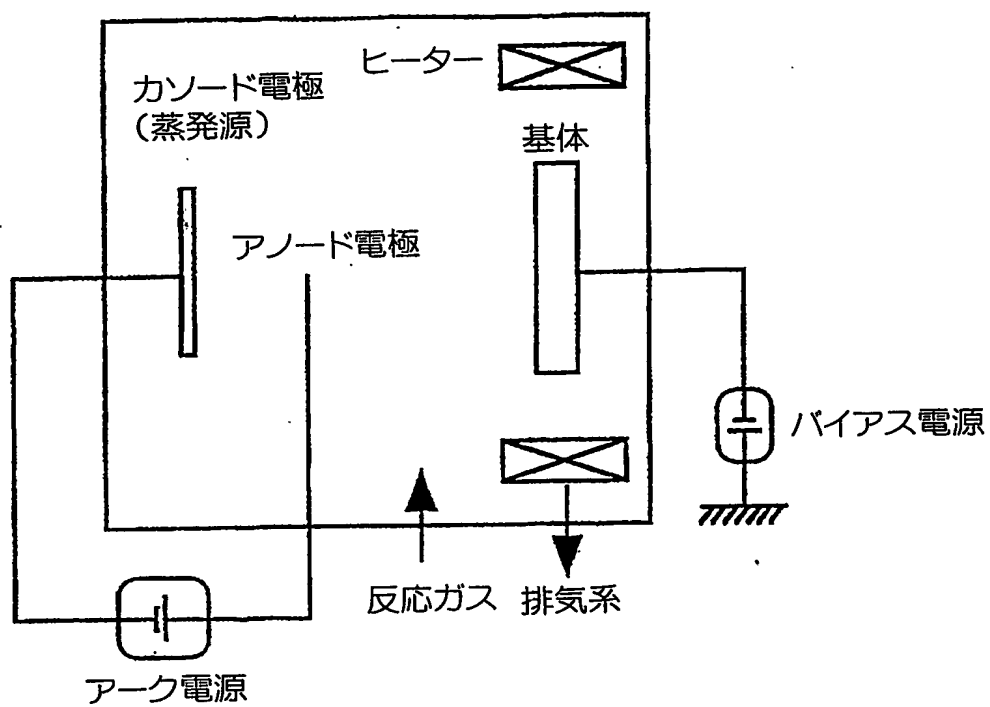 ヒーター
カソード電極
(蒸発源)
基体
アノード電極
バイアス電源
反応ガス
排気系
アーク電源